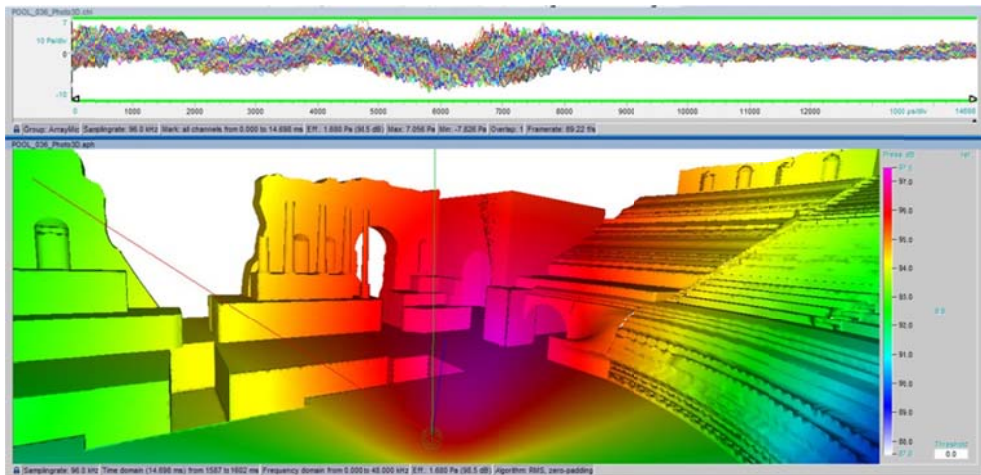 POOL_036_Photo3D.chi
7
10 Pa/div
0
-10
0 1000 2000 3000 4000 5000 6000 7000 8000 9000 10000 11000 12000 1000 ps/div 14698
Group: ArrayMic Samplingrate: 96.0 kHz Mark: all channels from 0.000 to 14.698 ms Eff.: 1.680 Pa (98.5 dB) Max: 7.056 Pa Min: -7.826 Pa Overlap: 1 Framerate: 69.22 f/s
POOL_036_Photo3D.aph
Press dB
rel.
97.0
96.0
95.0
94.0
93.0
0.0
92.0
91.0
90.0
89.0
88.0
Threshold
0.0
Samplingrate: 96.0 kHz Time domain (14.698 ms) from 1587 to 1602 ms Frequency domain from 0.000 to 48.000 kHz Eff.: 1.680 Pa (98.5 dB) Algorithm: RMS, zero-padding